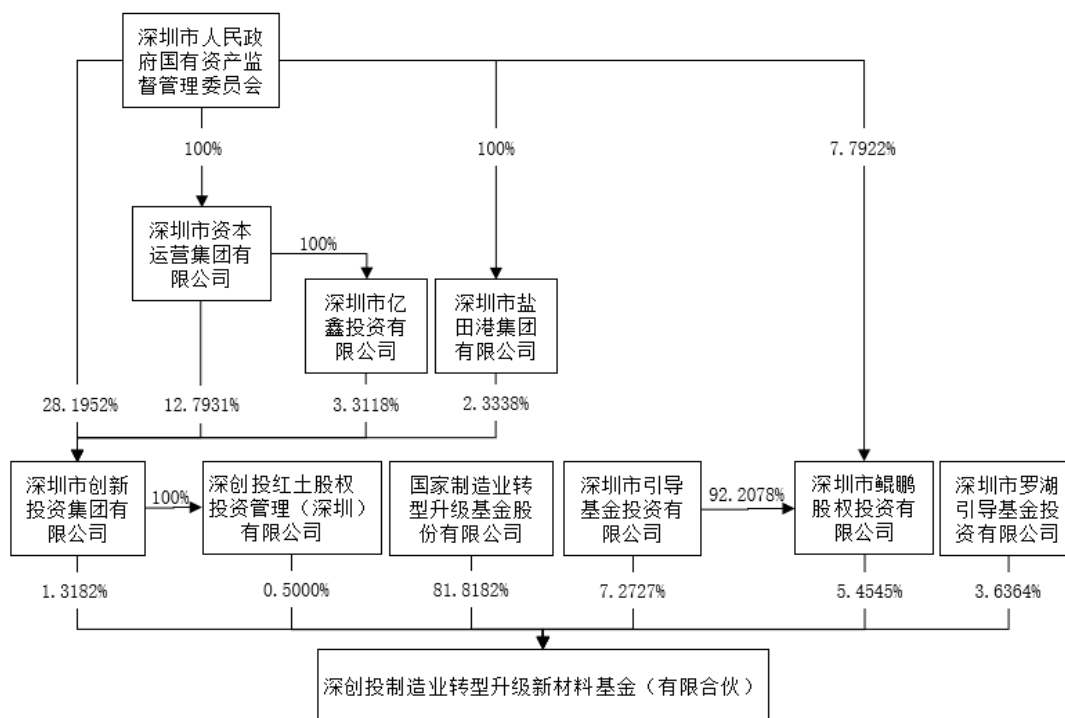 深圳市人民政
府国有资产监
督管理委员会
100%
100%
7.7922%
深圳市资本
运营集团有
限公司
100%
深圳市亿
鑫投资有
限公司
深圳市盐
田港集团
有限公司
28.1952%
12.7931%
3.3118%
2.3338%
深圳市创新
投资集团有
限公司
100%
深创投红土股权
投资管理（深圳）
有限公司
国家制造业转
型升级基金股
份有限公司
深圳市引导
基金投资有
限公司
92.2078%
深圳市鲲鹏
股权投资有
限公司
深圳市罗湖
引导基金投
资有限公司
1.3182%
0.5000%
81.8182%
7.2727%
5.4545%
3.6364%
深创投制造业转型升级新材料基金（有限合伙）